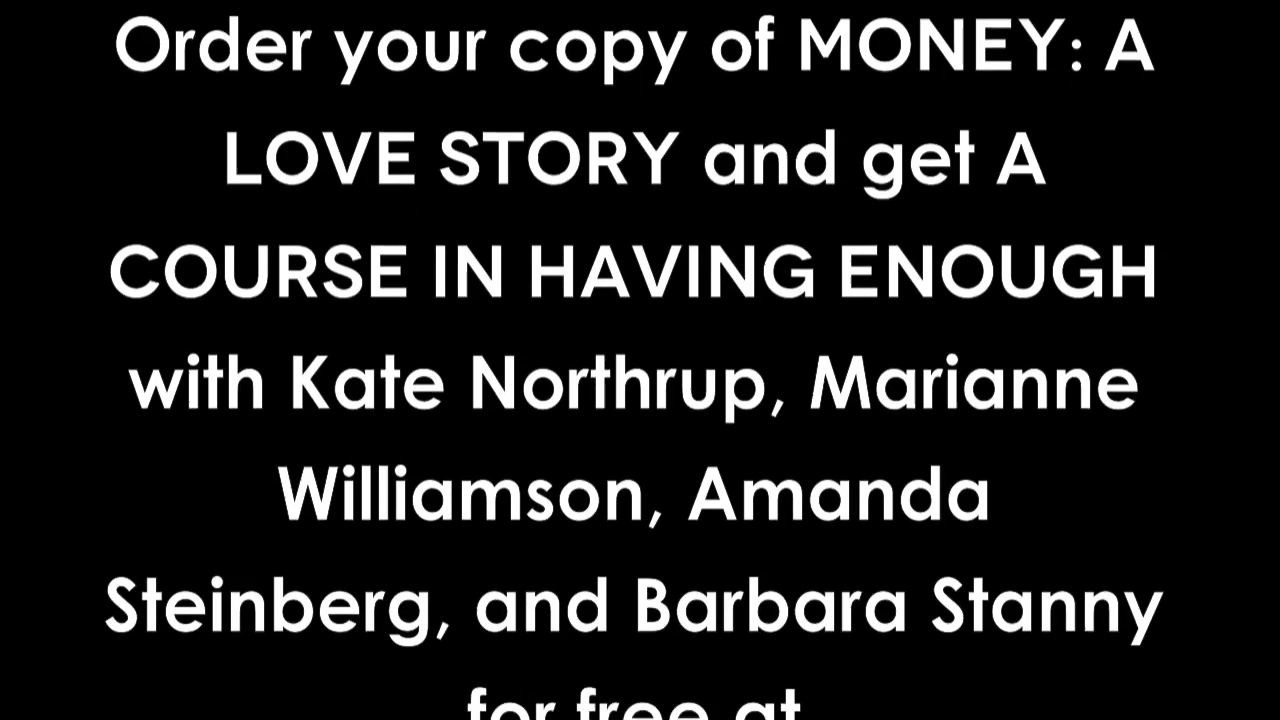 Order your copy of MONEY: A
LOVE STORY and get A
COURSE IN HAVING ENOUGH
with Kate Northrup, Marianne
Williamson, Amanda
Steinberg, and Barbara Stanny
for free at